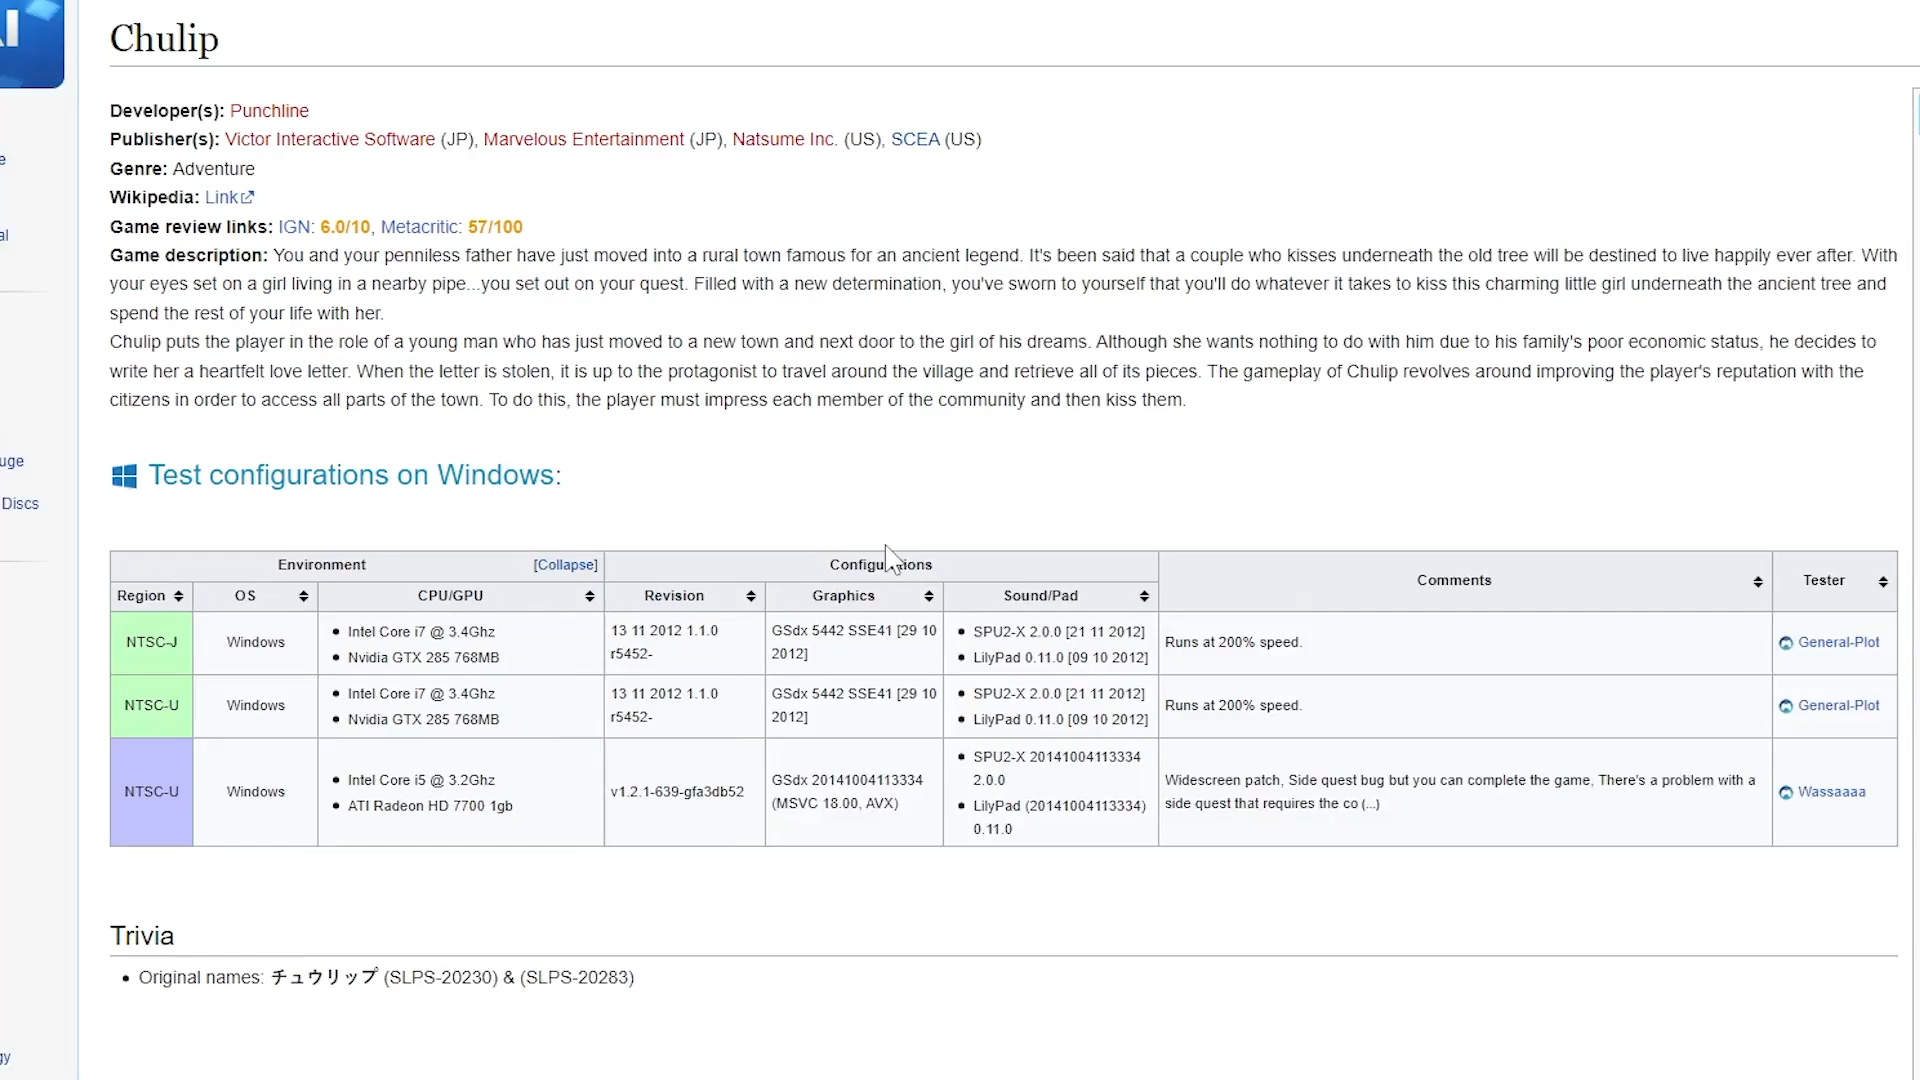 Chulip
Developer(s): Punchline
Publisher(s): Victor Interactive Software (JP), Marvelous Entertainment (JP), Natsume Inc. (US), SCEA (US)
Genre: Adventure
Wikipedia: Link
Game review links: IGN: 6.0/10, Metacritic: 57/100
Game description: You and your penniless father have just moved into a rural town famous for an ancient legend. It's been said that a couple who kisses underneath the old tree will be destined to live happily ever after. With
your eyes set on a girl living in a nearby pipe...you set out on your quest. Filled with a new determination, you've sworn to yourself that you'll do whatever it takes to kiss this charming little girl underneath the ancient tree and
spend the rest of your life with her.
Chulip puts the player in the role of a young man who has just moved to a new town and next door to the girl of his dreams. Although she wants nothing to do with him due to his family's poor economic status, he decides to
write her a heartfelt love letter. When the letter is stolen, it is up to the protagonist to travel around the village and retrieve all of its pieces. The gameplay of Chulip revolves around improving the player's reputation with the
citizens in order to access all parts of the town. To do this, the player must impress each member of the community and then kiss them.
uge
Discs
Test configurations on Windows:
Environment [Collapse] Configurations Comments Tester
Region OS CPU/GPU Revision Graphics Sound/Pad
NTSC-J Windows
Intel Core i7 @ 3.4Ghz
Nvidia GTX 285 768MB
13 11 2012 1.1.0
r5452-
GSdx 5442 SSE41 [29 10
2012]
SPU2-X 2.0.0 [21 11 2012]
LilyPad 0.11.0 [09 10 2012]
Runs at 200% speed.
General-Plot
NTSC-U Windows
Intel Core i7 @ 3.4Ghz
Nvidia GTX 285 768MB
13 11 2012 1.1.0
r5452-
GSdx 5442 SSE41 [29 10
2012]
SPU2-X 2.0.0 [21 11 2012]
LilyPad 0.11.0 [09 10 2012]
Runs at 200% speed.
General-Plot
NTSC-U Windows
Intel Core i5 @ 3.2Ghz
ATI Radeon HD 7700 1gb
v1.2.1-639-gfa3db52
GSdx 20141004113334
(MSVC 18.00, AVX)
SPU2-X 20141004113334
2.0.0
LilyPad (20141004113334)
0.11.0
Widescreen patch, Side quest bug but you can complete the game, There's a problem with a
side quest that requires the co (...)
Wassaaaa
Trivia
Original names: チュウリップ (SLPS-20230) & (SLPS-20283)
gy